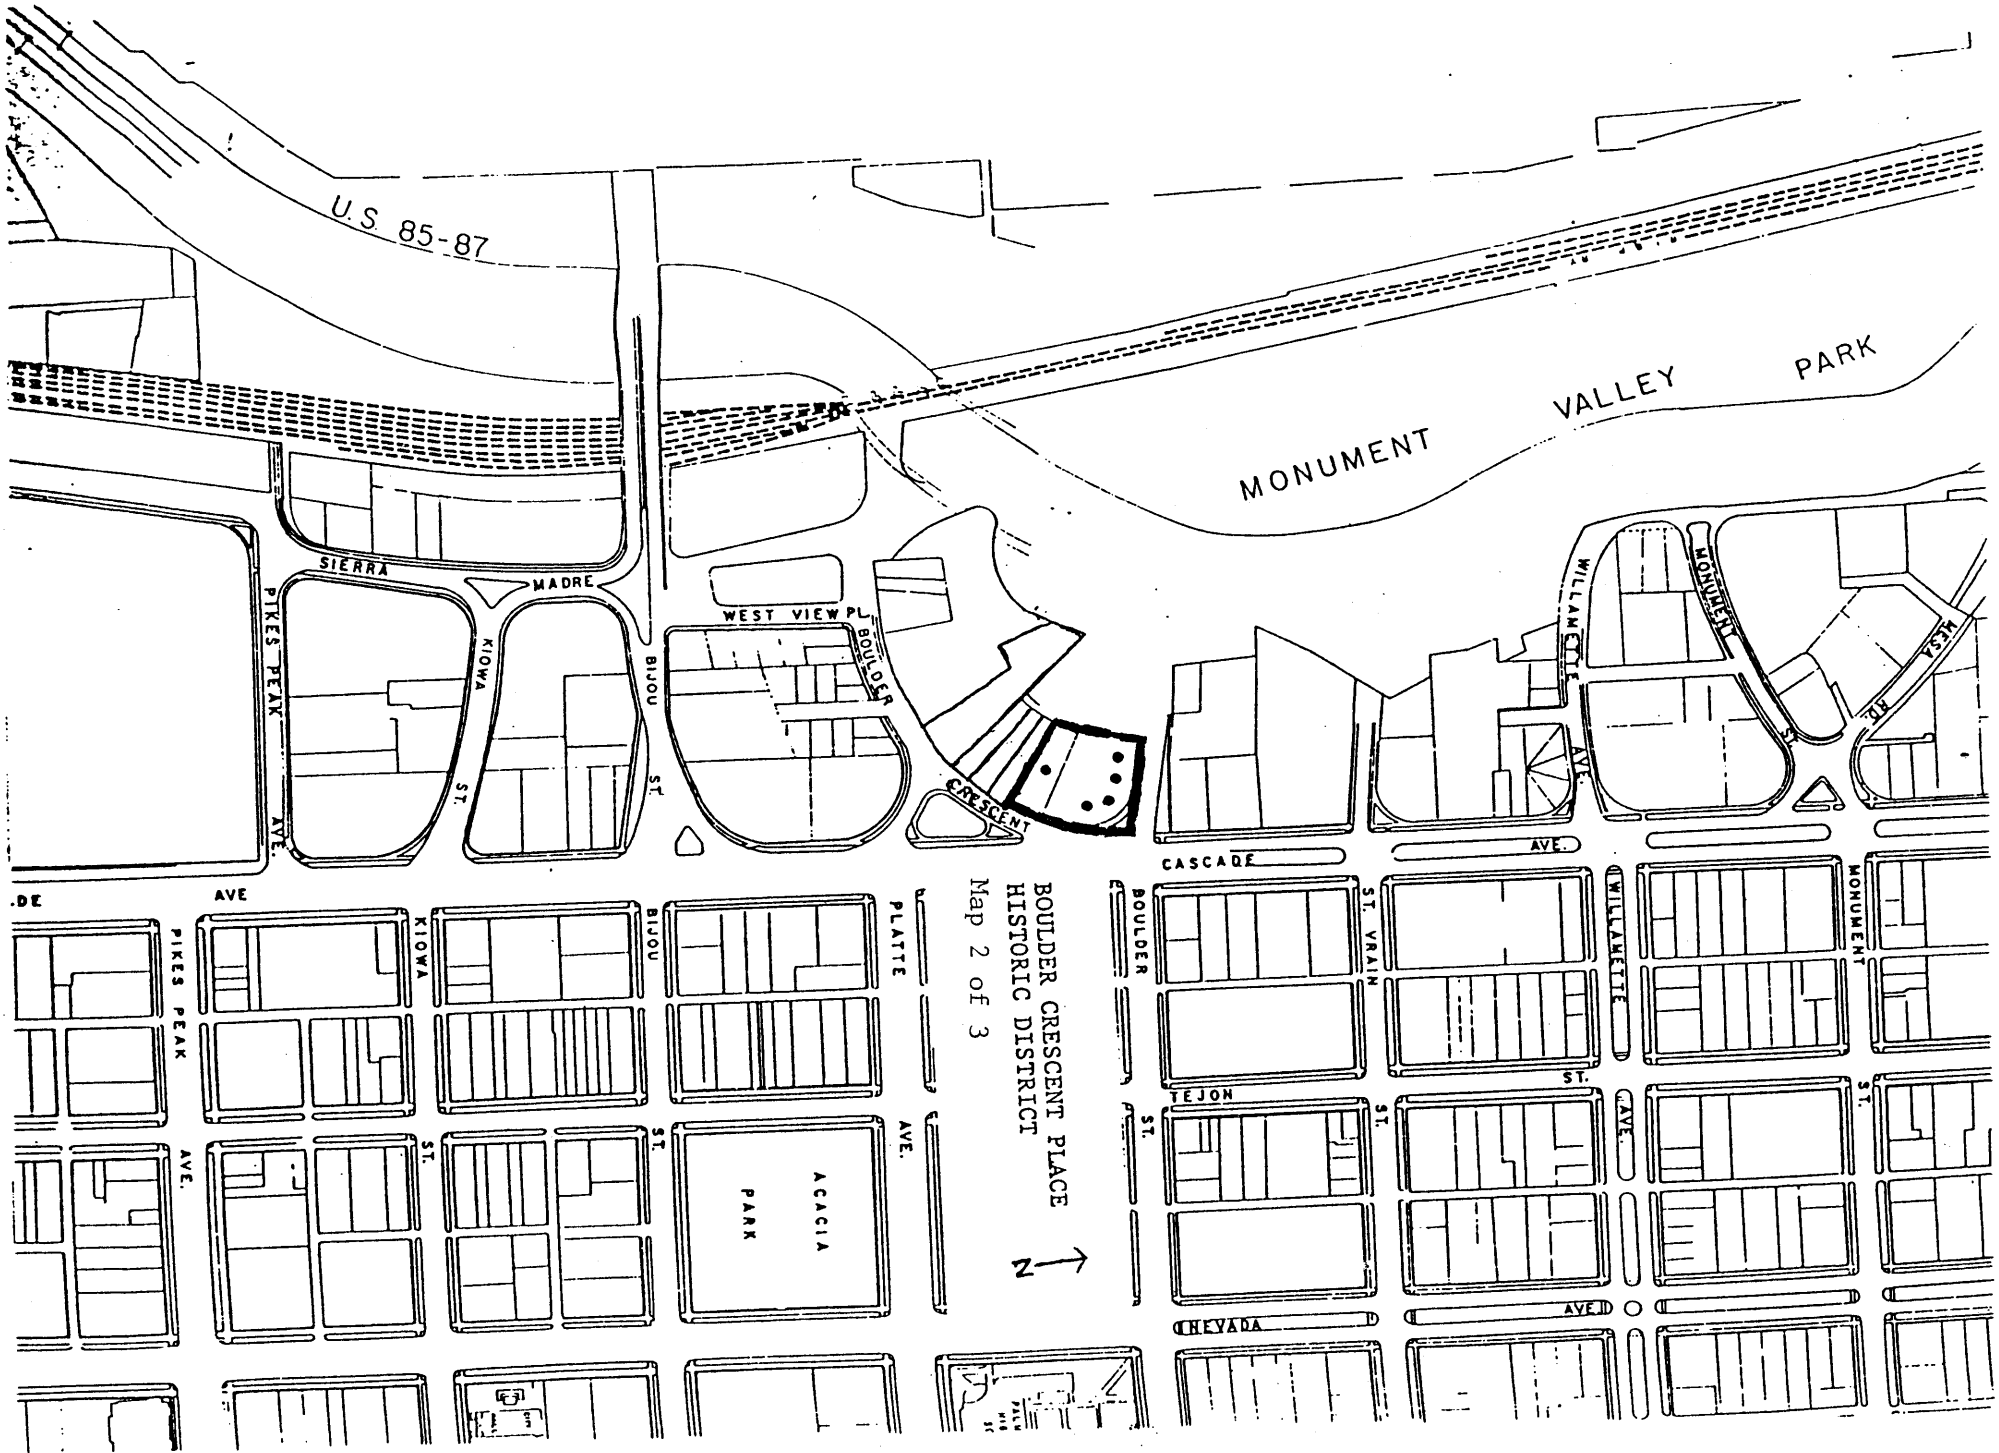 U.S. 85-87
MONUMENT VALLEY PARK
SIERRA MADRE
WEST VIEW PL.
BOULDER
CRESCENT
PIKES PEAK AVE.
KIOWA ST.
BIJOU ST.
WILLAMETTE AVE.
MONUMENT ST.
MESA RD.
CASCADE AVE.
.DE AVE
PIKES PEAK AVE.
KIOWA ST.
BIJOU ST.
PLATTE AVE.
BOULDER CRESCENT PLACE
HISTORIC DISTRICT
Map 2 of 3
N
BOULDER ST.
ST. VRAIN ST.
WILLAMETTE AVE.
MONUMENT ST.
TEJON ST.
ACACIA
PARK
NEVADA AVE.